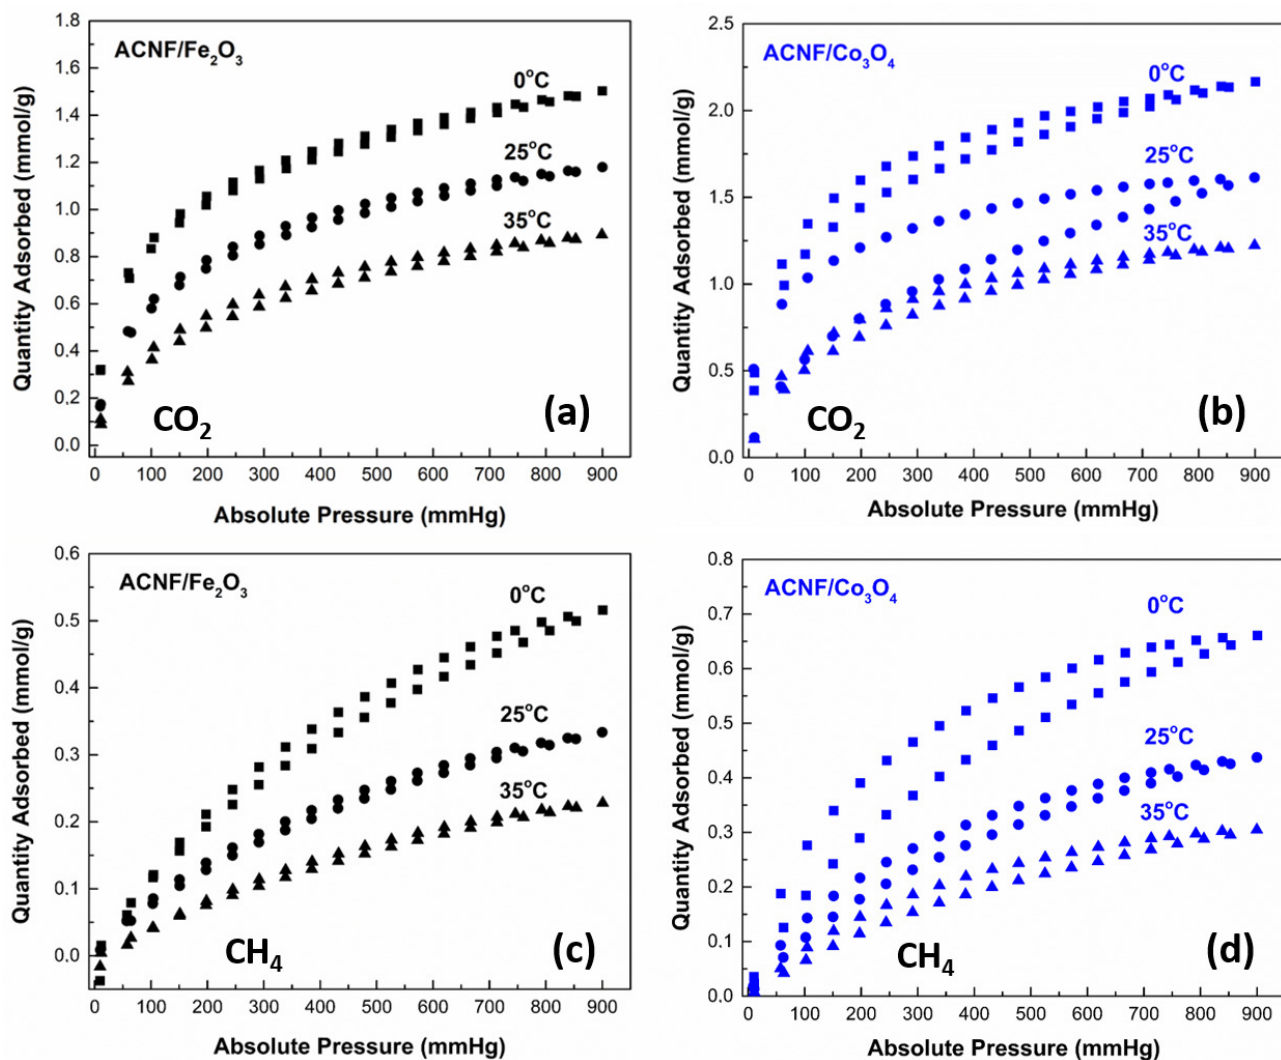 ACNF/Fe₂O₃
0°C
25°C
35°C
CO₂
(a)
Quantity Adsorbed (mmol/g)
1.8
1.6
1.4
1.2
1.0
0.8
0.6
0.4
0.2
0.0
0 100 200 300 400 500 600 700 800 900
Absolute Pressure (mmHg)
ACNF/Co₃O₄
0°C
25°C
35°C
CO₂
(b)
Quantity Adsorbed (mmol/g)
2.5
2.0
1.5
1.0
0.5
0.0
0 100 200 300 400 500 600 700 800 900
Absolute Pressure (mmHg)
ACNF/Fe₂O₃
0°C
25°C
35°C
CH₄
(c)
Quantity Adsorbed (mmol/g)
0.6
0.5
0.4
0.3
0.2
0.1
0.0
0 100 200 300 400 500 600 700 800 900
Absolute Pressure (mmHg)
ACNF/Co₃O₄
0°C
25°C
35°C
CH₄
(d)
Quantity Adsorbed (mmol/g)
0.8
0.7
0.6
0.5
0.4
0.3
0.2
0.1
0.0
0 100 200 300 400 500 600 700 800 900
Absolute Pressure (mmHg)